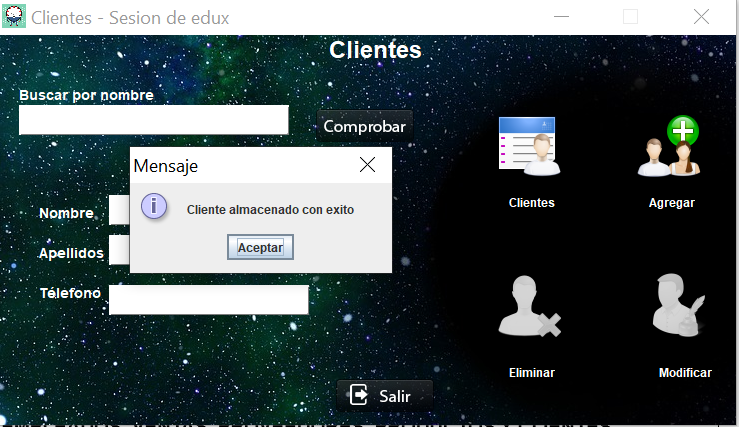 Clientes - Sesion de edux
Clientes
Buscar por nombre
Comprobar
Mensaje
Cliente almacenado con exito
Aceptar
Nombre
Apellidos
Télefono
Clientes
Agregar
Eliminar
Modificar
Salir